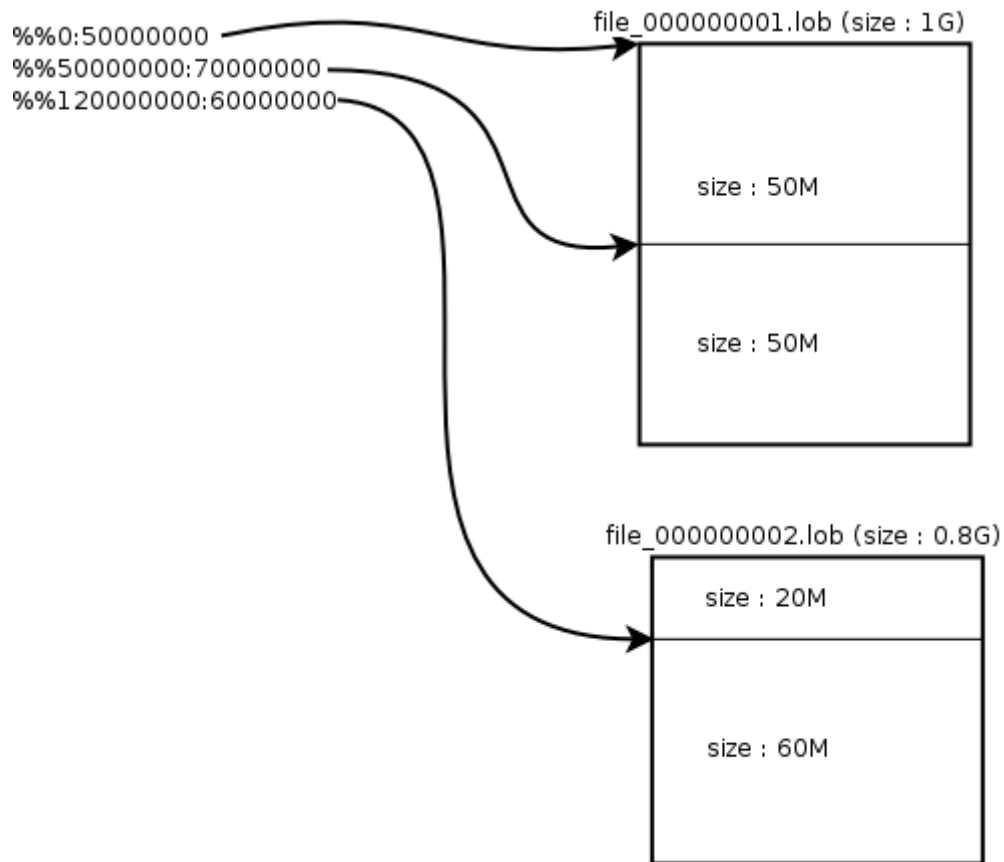 %%0:50000000
%%50000000:70000000
%%120000000:60000000
file_000000001.lob (size : 1G)
size : 50M
size : 50M
file_000000002.lob (size : 0.8G)
size : 20M
size : 60M